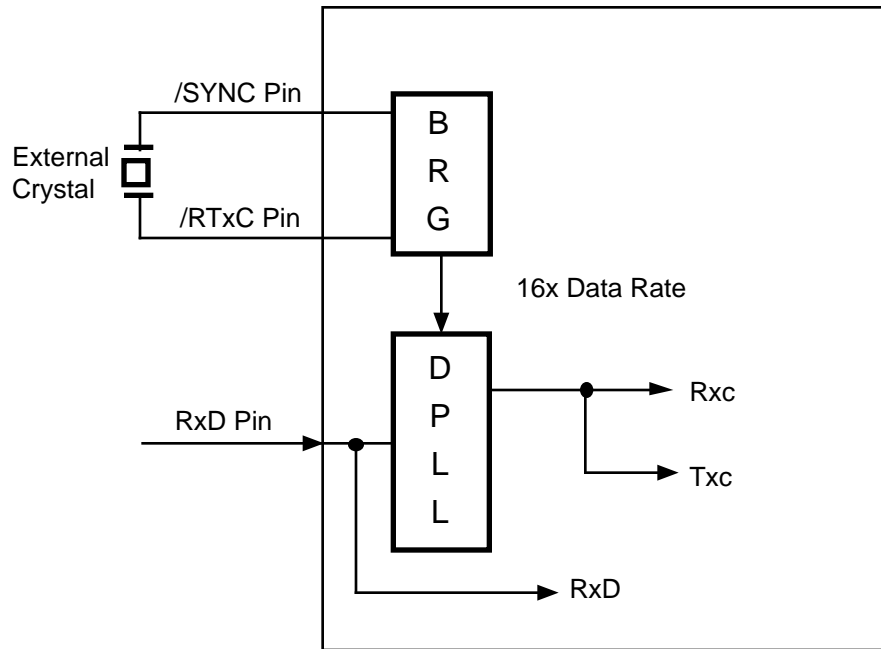 /SYNC Pin
External
Crystal
/RTxC Pin
B
R
G
16x Data Rate
D
P
L
L
RxD Pin
Rxc
Txc
RxD